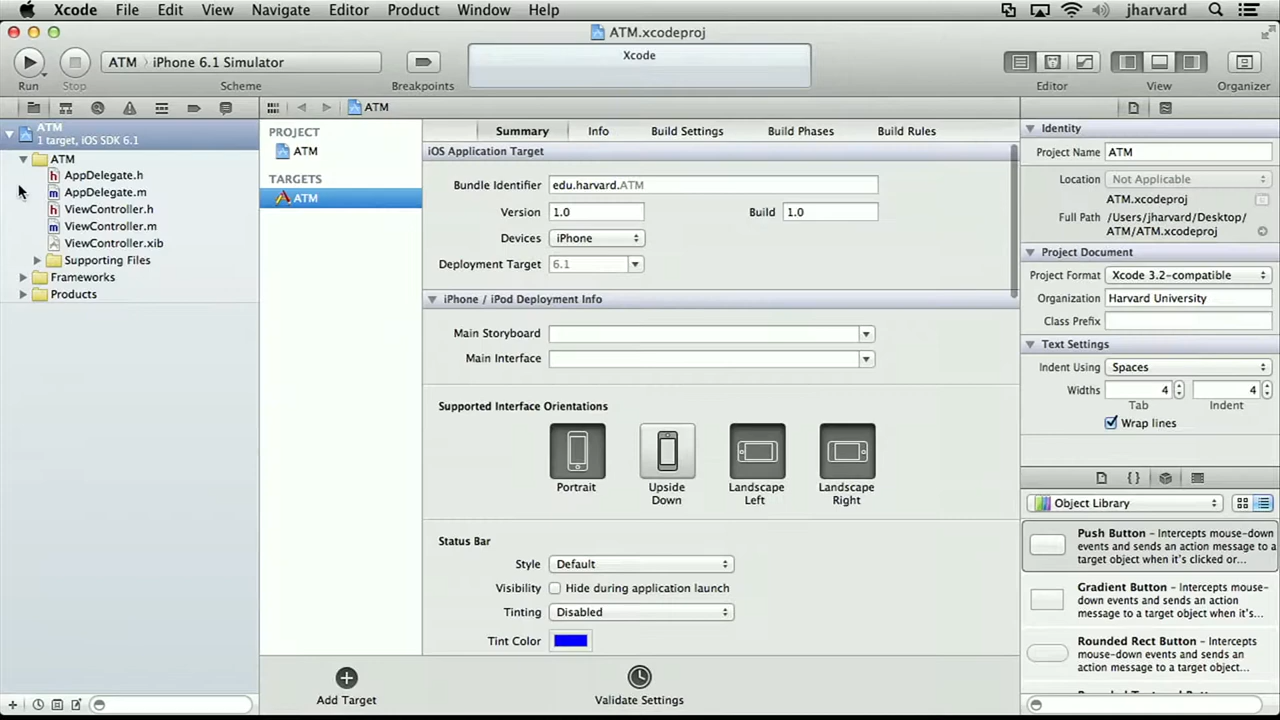 Xcode File Edit View Navigate Editor Product Window Help jharvard
ATM.xcodeproj
ATM iPhone 6.1 Simulator
Xcode
Run Stop Scheme Breakpoints Editor View Organizer
ATM
1 target, iOS SDK 6.1
ATM
AppDelegate.h
AppDelegate.m
ViewController.h
ViewController.m
ViewController.xib
Supporting Files
Frameworks
Products
ATM
PROJECT
ATM
TARGETS
ATM
Add Target
Summary Info Build Settings Build Phases Build Rules
iOS Application Target
Bundle Identifier edu.harvard.ATM
Version 1.0 Build 1.0
Devices iPhone
Deployment Target 6.1
iPhone / iPod Deployment Info
Main Storyboard
Main Interface
Supported Interface Orientations
Portrait
Upside
Down
Landscape
Left
Landscape
Right
Status Bar
Style Default
Visibility Hide during application launch
Tinting Disabled
Tint Color
Validate Settings
Identity
Project Name ATM
Location Not Applicable
ATM.xcodeproj
Full Path /Users/jharvard/Desktop/
ATM/ATM.xcodeproj
Project Document
Project Format Xcode 3.2-compatible
Organization Harvard University
Class Prefix
Text Settings
Indent Using Spaces
Widths 4 4
Tab Indent
Wrap lines
{ }
Object Library
Push Button – Intercepts mouse-down
events and sends an action message to a
target object when it's clicked or...
Gradient Button – Intercepts mouse-
down events and sends an action
message to a target object when it's...
Rounded Rect Button – Intercepts
mouse-down events and sends an
action message to a target object...